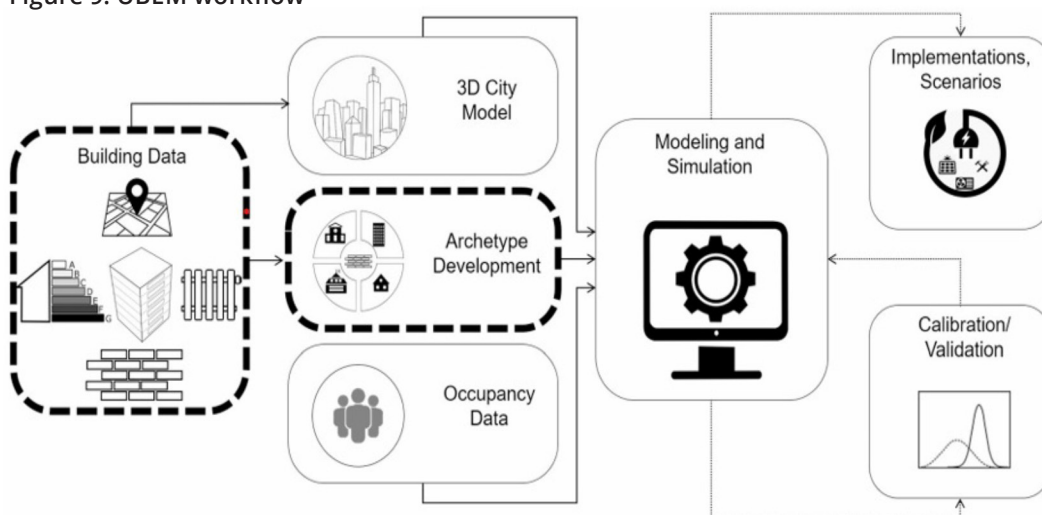 Figure 9. UBEM workflow
Building Data
A
B
C
D
E
F
G
3D City
Model
Archetype
Development
Occupancy
Data
Modeling and
Simulation
Implementations,
Scenarios
Calibration/
Validation